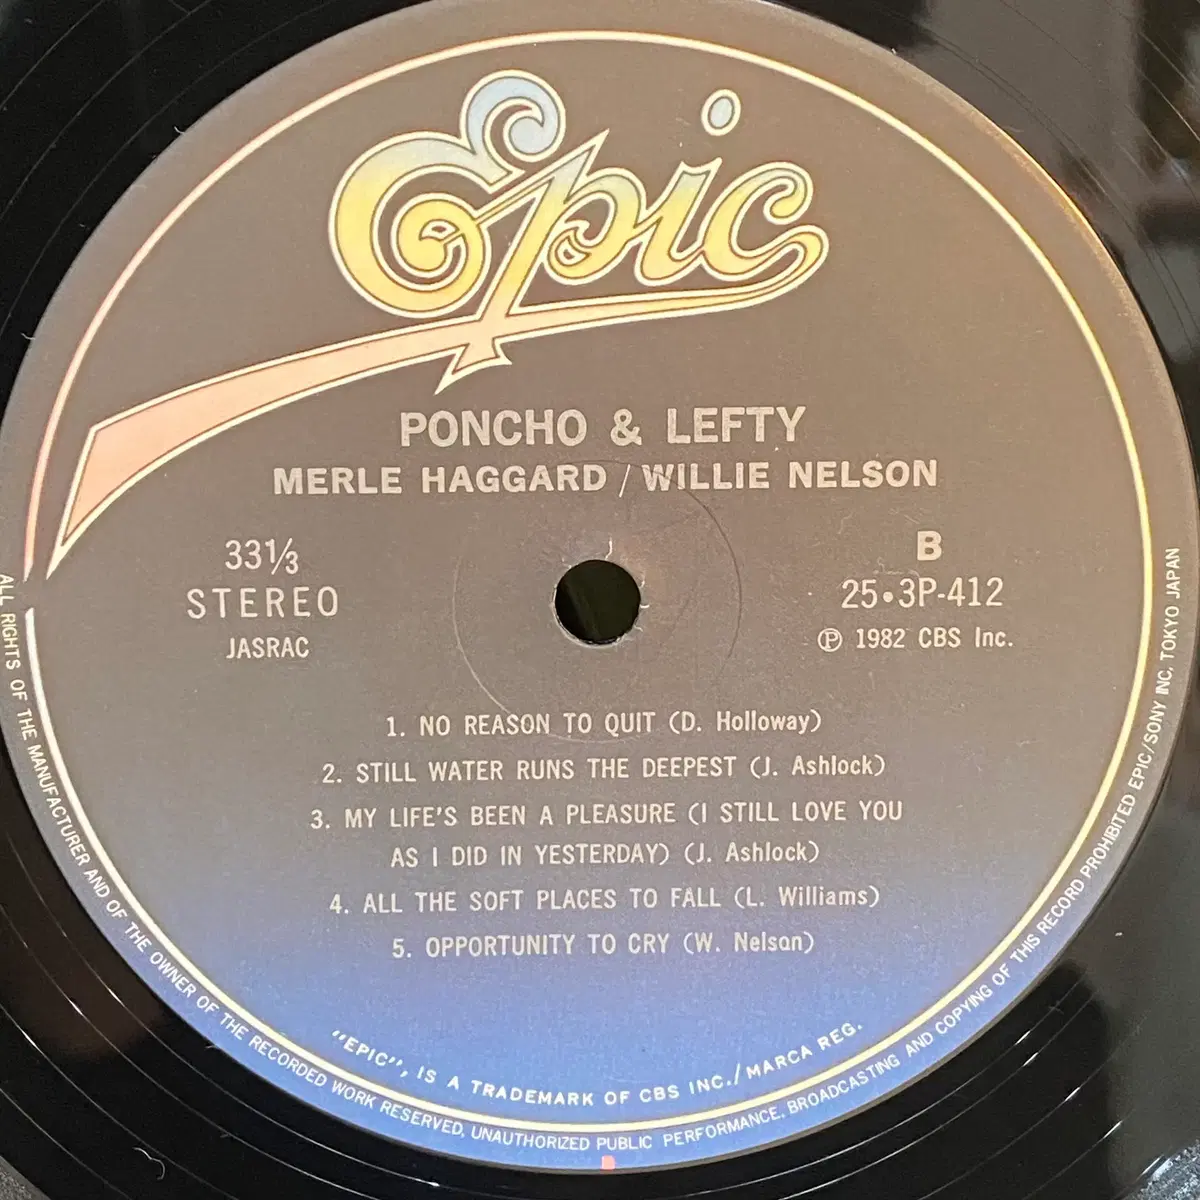 Epic
PONCHO & LEFTY
MERLE HAGGARD / WILLIE NELSON
33⅓
STEREO
JASRAC
B
25•3P-412
Ⓟ 1982 CBS Inc.
1. NO REASON TO QUIT (D. Holloway)
2. STILL WATER RUNS THE DEEPEST (J. Ashlock)
3. MY LIFE'S BEEN A PLEASURE (I STILL LOVE YOU
AS I DID IN YESTERDAY) (J. Ashlock)
4. ALL THE SOFT PLACES TO FALL (L. Williams)
5. OPPORTUNITY TO CRY (W. Nelson)
"EPIC", IS A TRADEMARK OF CBS INC./MARCA REG.
ALL RIGHTS OF THE MANUFACTURER AND OF THE OWNER OF THE RECORDED WORK RESERVED. UNAUTHORIZED PUBLIC PERFORMANCE, BROADCASTING AND COPYING OF THIS RECORD PROHIBITED EPIC/SONY INC. TOKYO JAPAN